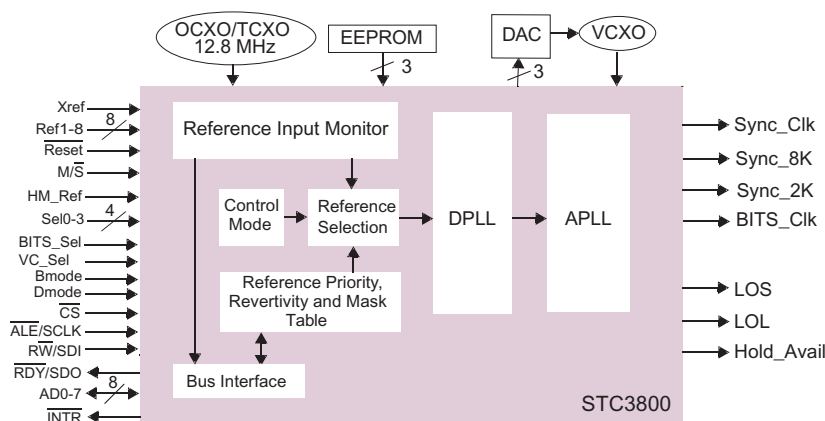 OCXO/TCXO
12.8 MHz
EEPROM
DAC
VCXO
3
3
Xref
Ref1-8
8
Reset
M/S
HM_Ref
Sel0-3
4
BITS_Sel
VC_Sel
Bmode
Dmode
CS
ALE/SCLK
RW/SDI
RDY/SDO
AD0-7
8
INTR
Reference Input Monitor
Control
Mode
Reference
Selection
Reference Priority,
Revertivity and Mask
Table
Bus Interface
DPLL
APLL
Sync_Clk
Sync_8K
Sync_2K
BITS_Clk
LOS
LOL
Hold_Avail
STC3800